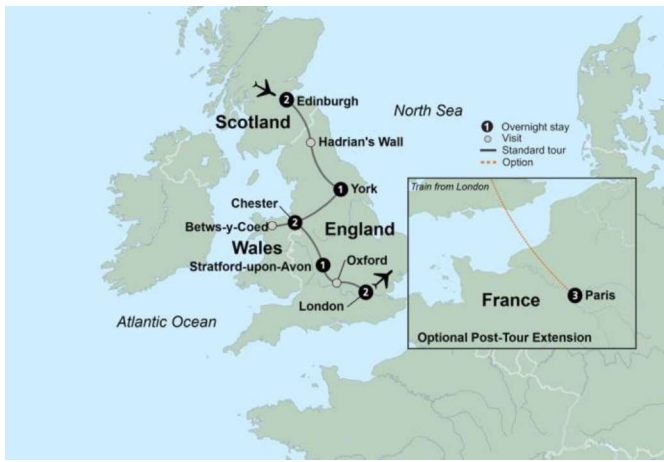 2 Edinburgh
Scotland
North Sea
1 Overnight stay
Visit
Standard tour
Option
Hadrian's Wall
Train from London
1 York
Chester
2
Betws-y-Coed
England
Wales
Oxford
Stratford-upon-Avon 1
2
London
France
3 Paris
Atlantic Ocean
Optional Post-Tour Extension